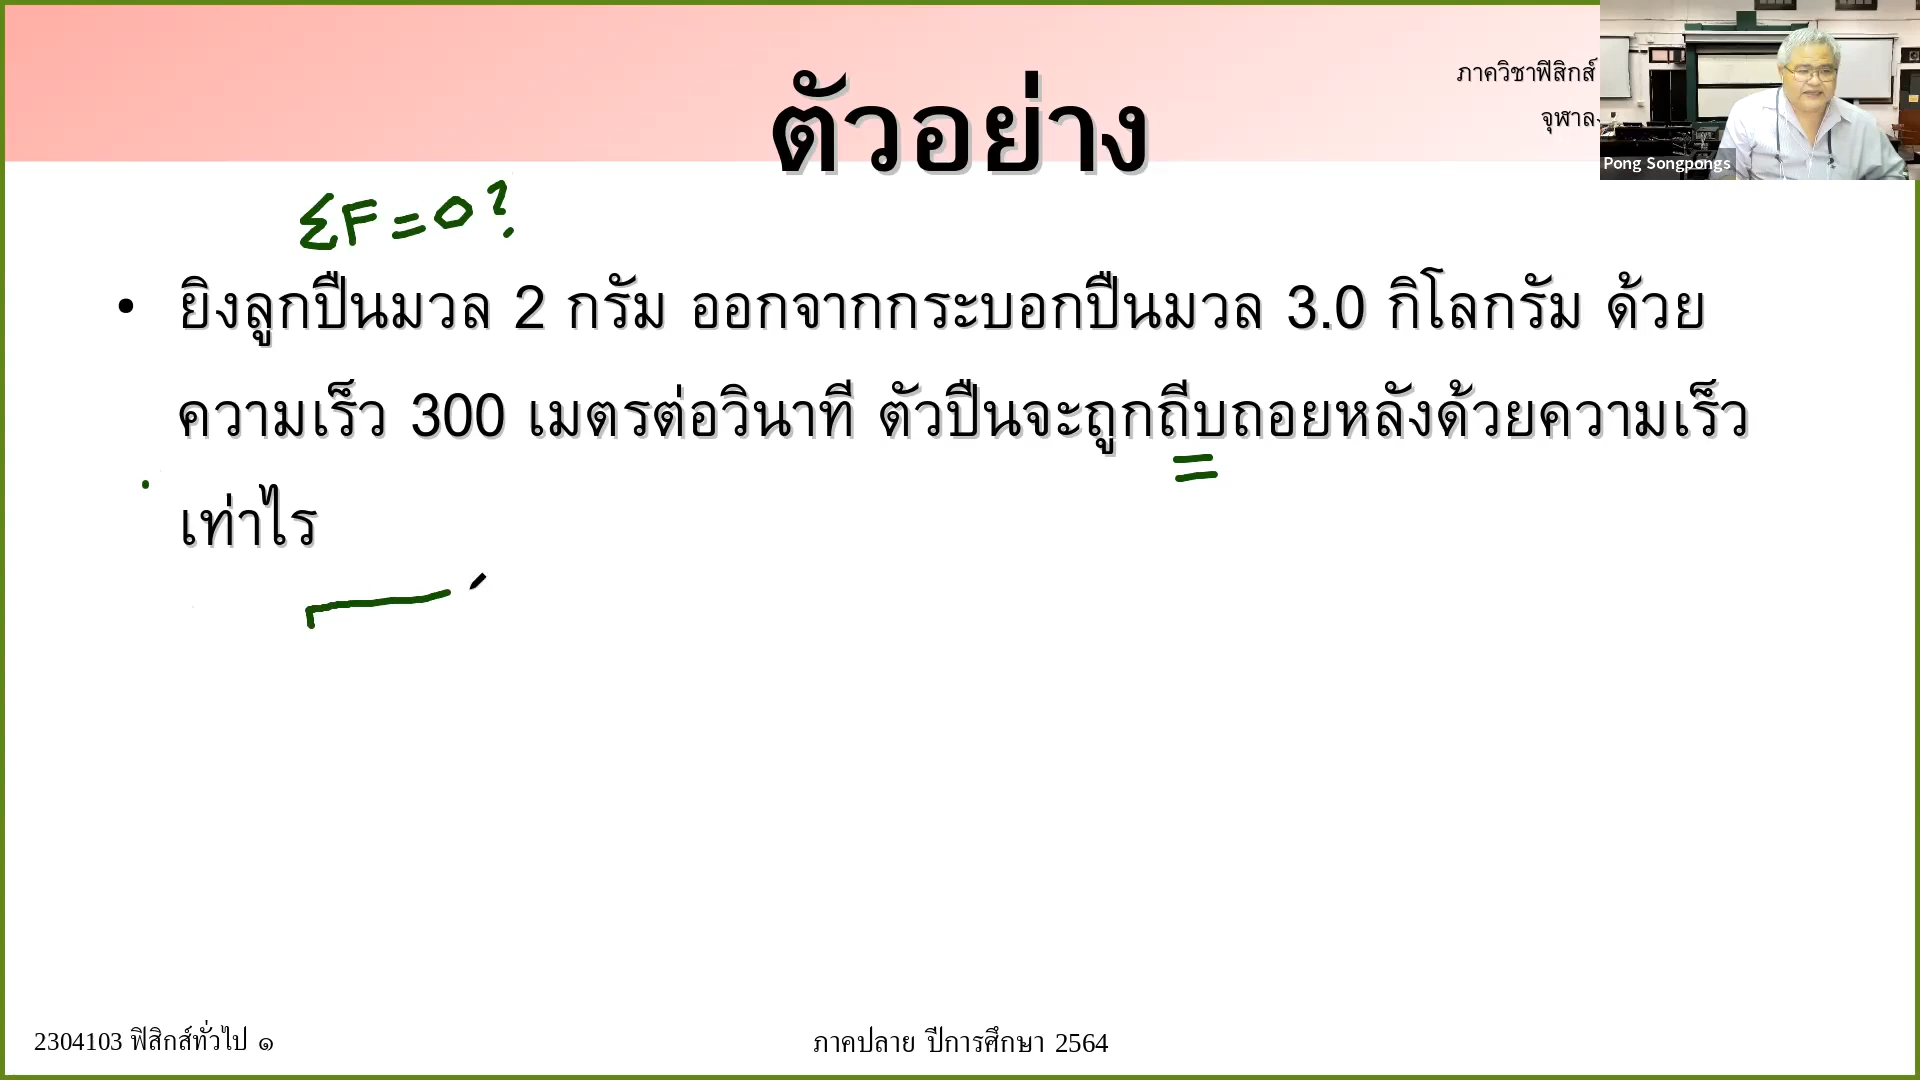 ตัวอย่าง
ภาควิชาฟิสิกส์
Pong Songpongs
ΣF=0?
• ยิงลูกปืนมวล 2 กรัม ออกจากกระบอกปืนมวล 3.0 กิโลกรัม ด้วย
ความเร็ว 300 เมตรต่อวินาที ตัวปืนจะถูกถีบถอยหลังด้วยความเร็ว
เท่าไร
2304103 ฟิสิกส์ทั่วไป ๑
ภาคปลาย ปีการศึกษา 2564